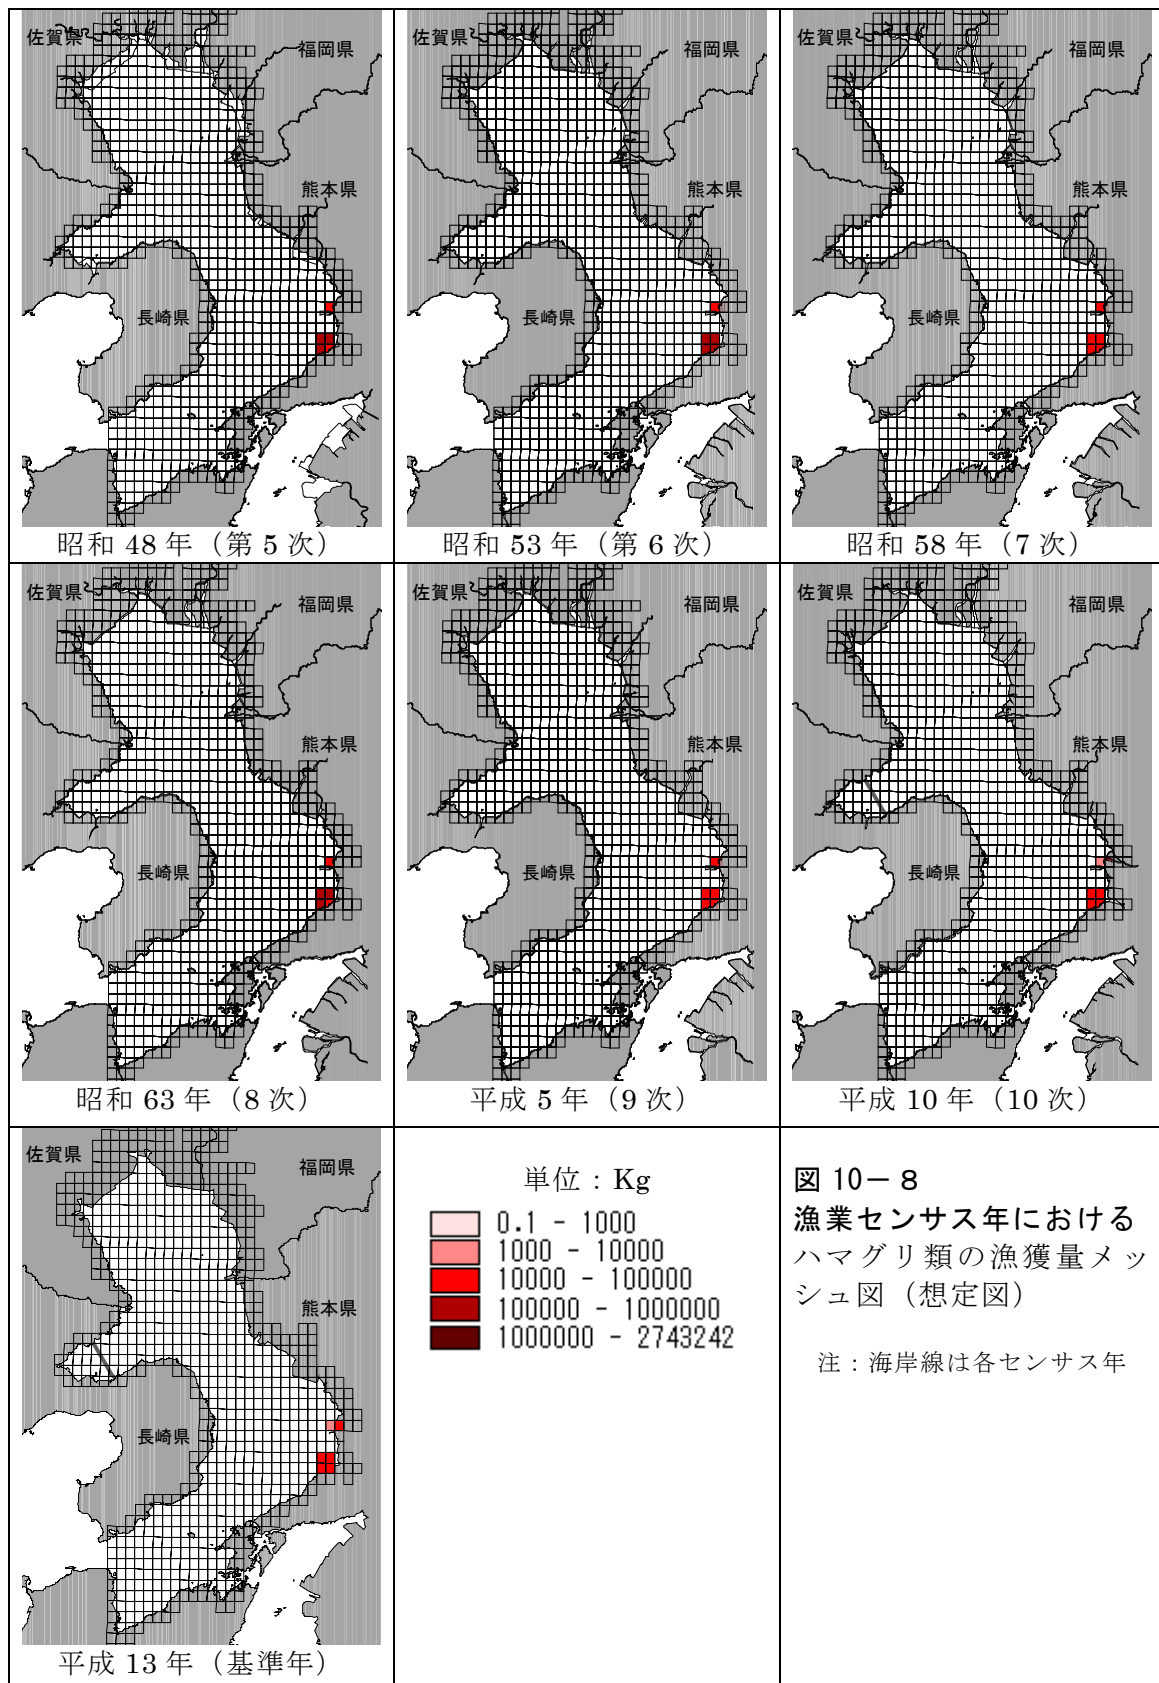 佐賀県
福岡県
熊本県
長崎県
昭和 48 年（第 5 次）
佐賀県
福岡県
熊本県
長崎県
昭和 53 年（第 6 次）
佐賀県
福岡県
熊本県
長崎県
昭和 58 年（7 次）
佐賀県
福岡県
熊本県
長崎県
昭和 63 年（8 次）
佐賀県
福岡県
熊本県
長崎県
平成 5 年（9 次）
佐賀県
福岡県
熊本県
長崎県
平成 10 年（10 次）
佐賀県
福岡県
熊本県
長崎県
平成 13 年（基準年）
単位：Kg
0.1 - 1000
1000 - 10000
10000 - 100000
100000 - 1000000
1000000 - 2743242
図 10－８
漁業センサス年における
ハマグリ類の漁獲量メッ
シュ図（想定図）
注：海岸線は各センサス年